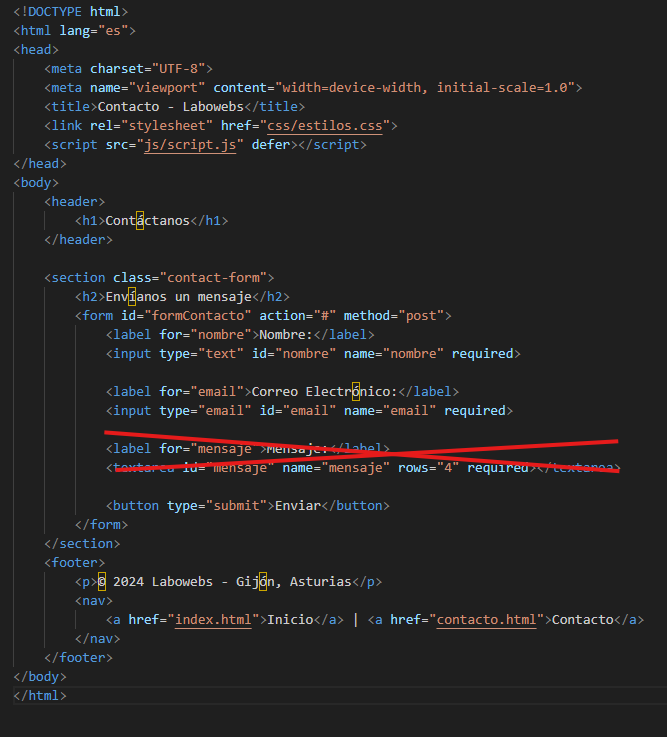 <!DOCTYPE html>
<html lang="es">
<head>
<meta charset="UTF-8">
<meta name="viewport" content="width=device-width, initial-scale=1.0">
<title>Contacto - Labowebs</title>
<link rel="stylesheet" href="css/estilos.css">
<script src="js/script.js" defer></script>
</head>
<body>
<header>
<h1>Contáctanos</h1>
</header>
<section class="contact-form">
<h2>Envíanos un mensaje</h2>
<form id="formContacto" action="#" method="post">
<label for="nombre">Nombre:</label>
<input type="text" id="nombre" name="nombre" required>
<label for="email">Correo Electrónico:</label>
<input type="email" id="email" name="email" required>
<label for="mensaje">Mensaje:</label>
<textarea id="mensaje" name="mensaje" rows="4" required></textarea>
<button type="submit">Enviar</button>
</form>
</section>
<footer>
<p>© 2024 Labowebs - Gijón, Asturias</p>
<nav>
<a href="index.html">Inicio</a> | <a href="contacto.html">Contacto</a>
</nav>
</footer>
</body>
</html>